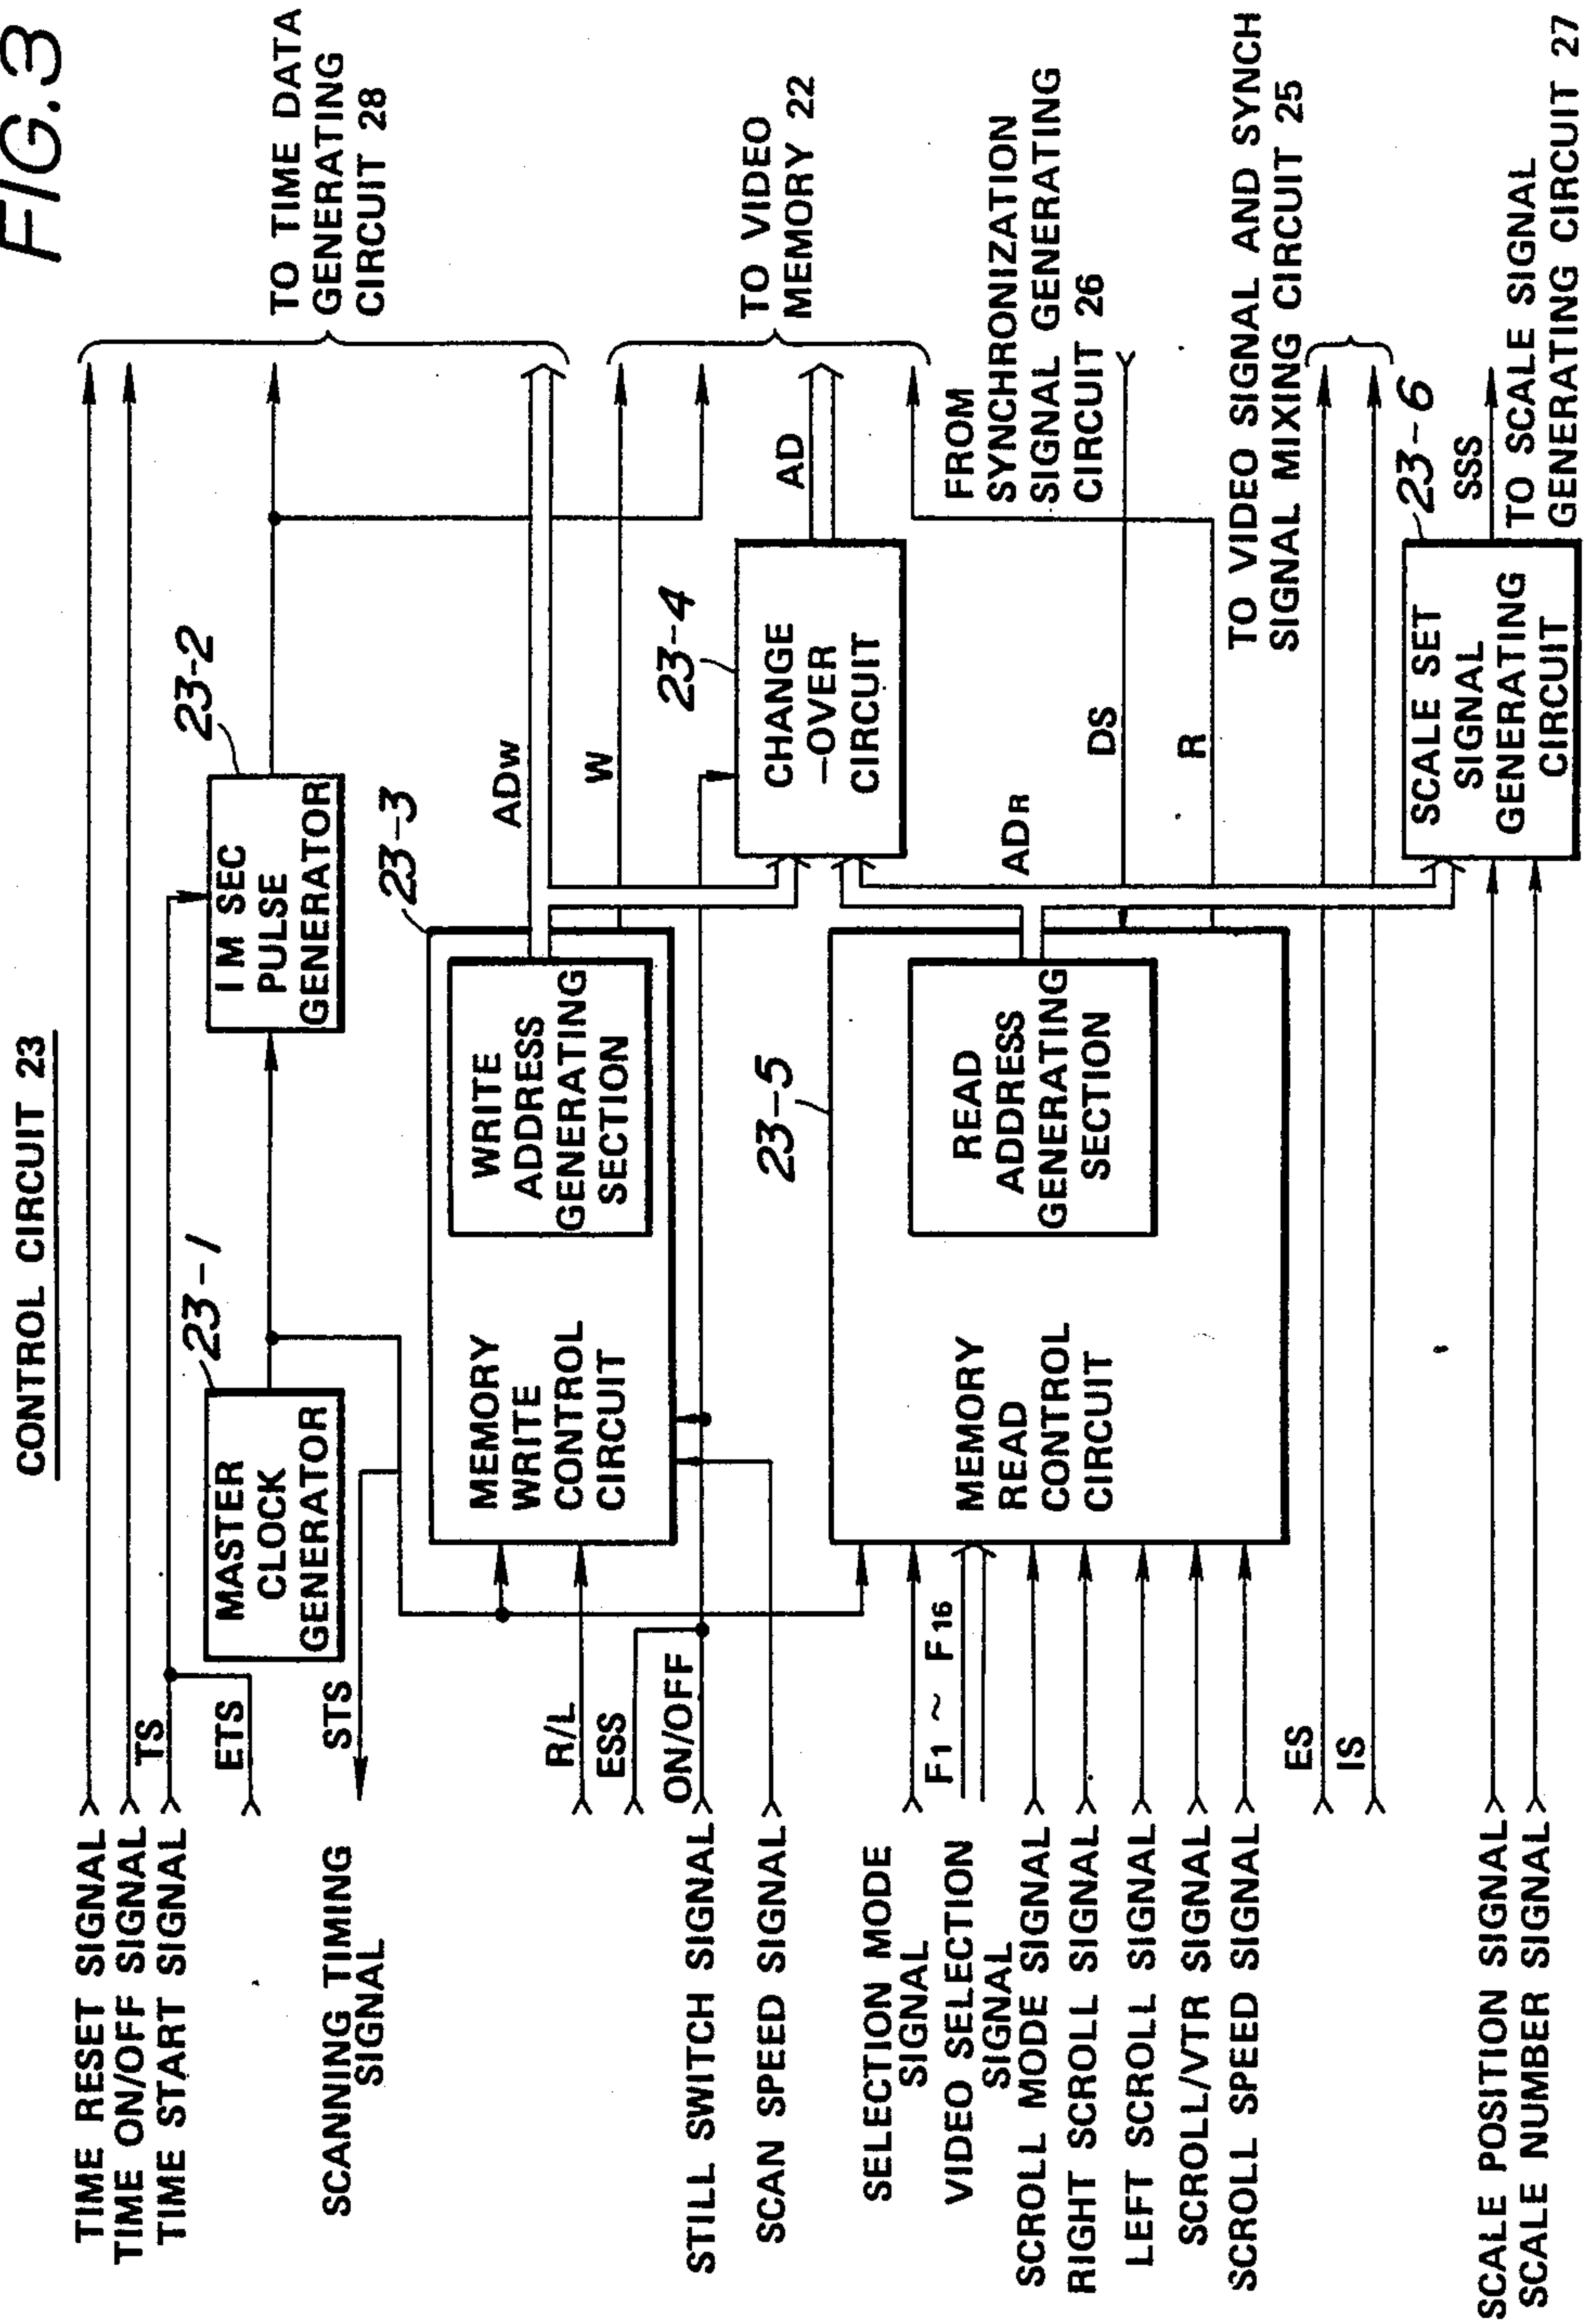 FIG.3
CONTROL CIRCUIT 23
TIME RESET SIGNAL
TIME ON/OFF SIGNAL
TIME START SIGNAL
TS
ETS
SCANNING TIMING
SIGNAL
STS
23-1
MASTER
CLOCK
GENERATOR
23-2
1 M SEC
PULSE
GENERATOR
TO TIME DATA
GENERATING
CIRCUIT 28
R/L
ESS
ON/OFF
STILL SWITCH SIGNAL
SCAN SPEED SIGNAL
23-3
MEMORY
WRITE
CONTROL
CIRCUIT
WRITE
ADDRESS
GENERATING
SECTION
ADW
W
23-4
CHANGE
-OVER
CIRCUIT
AD
TO VIDEO
MEMORY 22
SELECTION MODE
SIGNAL
F1 ~ F16
VIDEO SELECTION
SIGNAL
SCROLL MODE SIGNAL
RIGHT SCROLL SIGNAL
LEFT SCROLL SIGNAL
SCROLL/VTR SIGNAL
SCROLL SPEED SIGNAL
23-5
MEMORY
READ
CONTROL
CIRCUIT
READ
ADDRESS
GENERATING
SECTION
ADR
DS
R
FROM
SYNCHRONIZATION
SIGNAL GENERATING
CIRCUIT 26
ES
IS
TO VIDEO SIGNAL AND SYNCH
SIGNAL MIXING CIRCUIT 25
SCALE POSITION SIGNAL
SCALE NUMBER SIGNAL
23-6
SCALE SET
SIGNAL
GENERATING
CIRCUIT
SSS
TO SCALE SIGNAL
GENERATING CIRCUIT 27